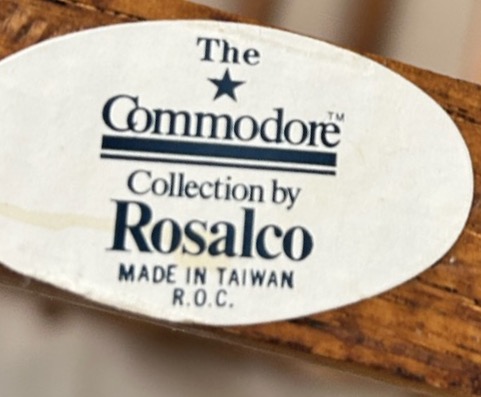 The
Commodore™
Collection by
Rosalco
MADE IN TAIWAN
R.O.C.